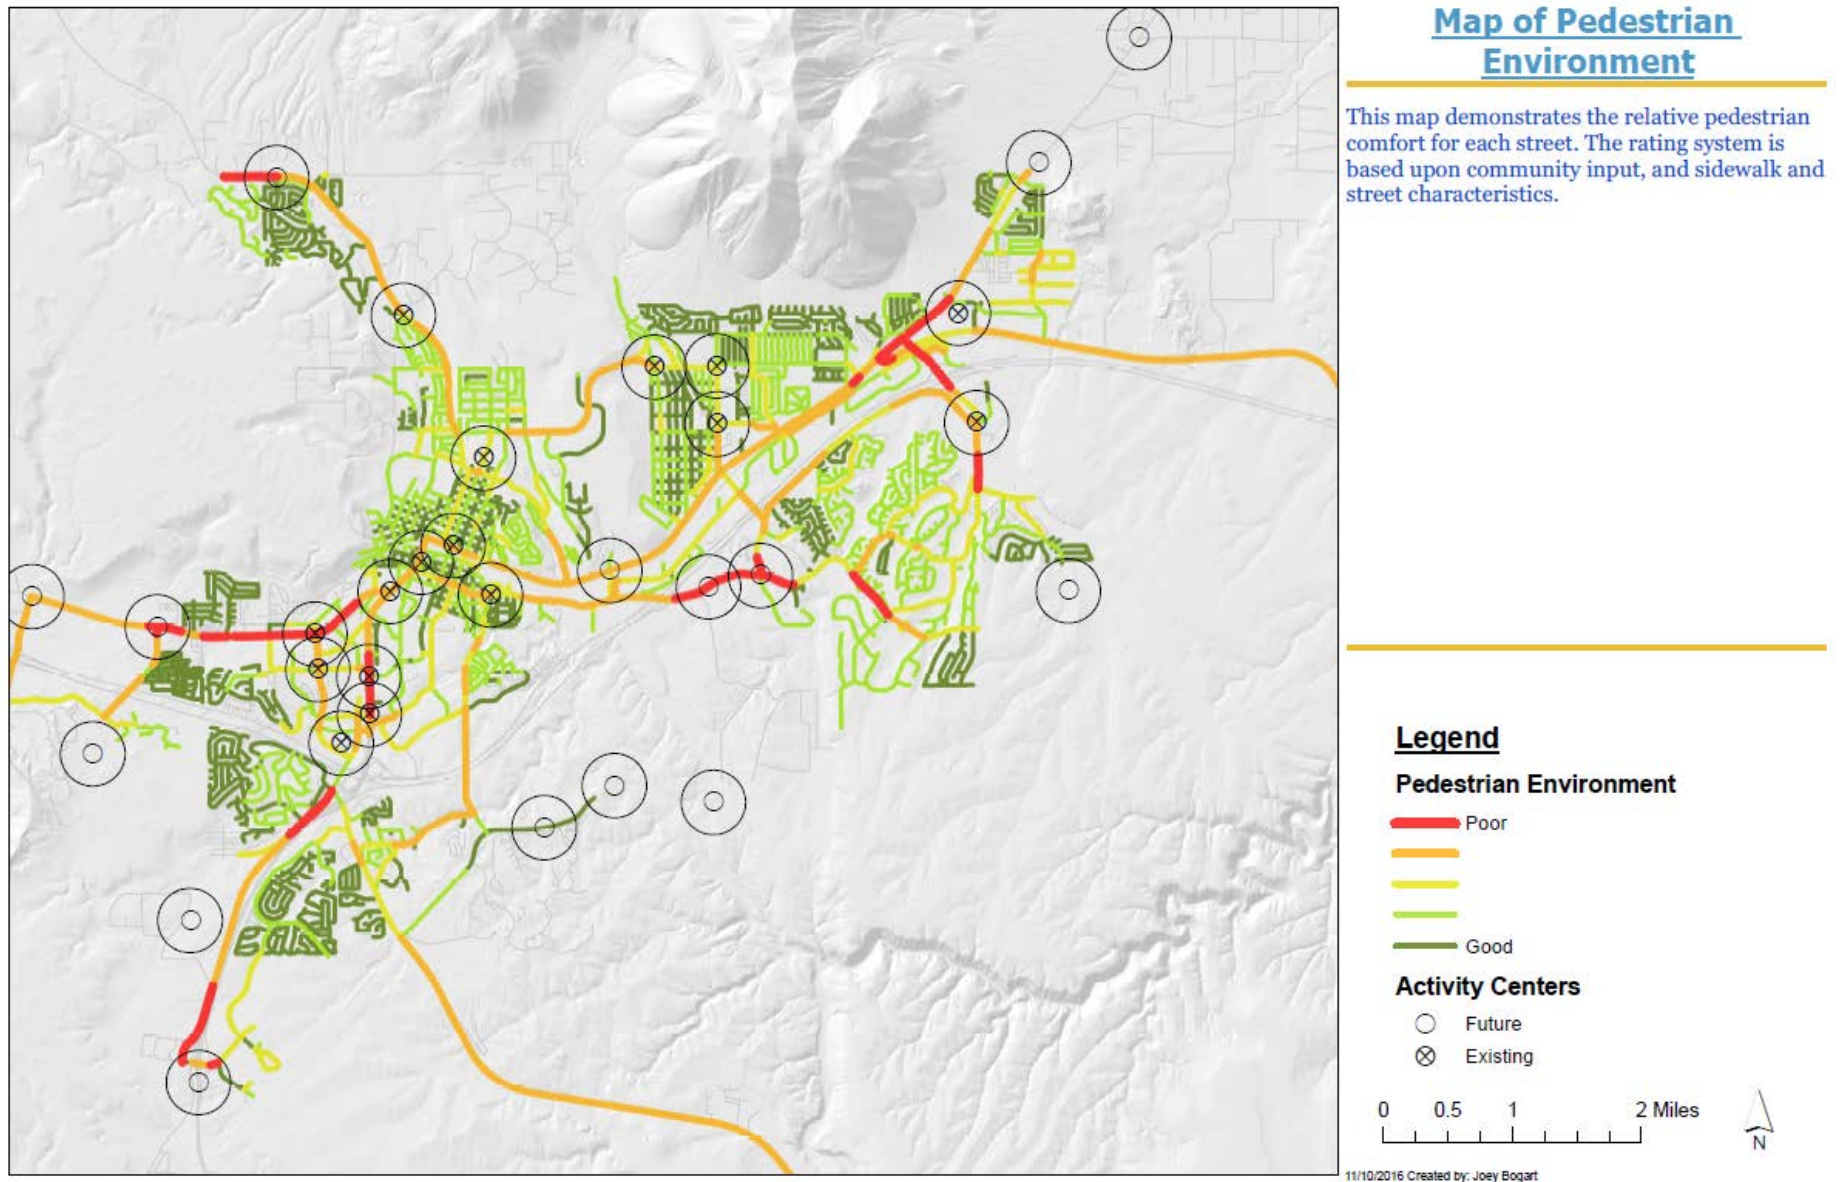 Map of Pedestrian
Environment
This map demonstrates the relative pedestrian
comfort for each street. The rating system is
based upon community input, and sidewalk and
street characteristics.
Legend
Pedestrian Environment
Poor
Good
Activity Centers
Future
Existing
0 0.5 1 2 Miles
N
11/10/2016 Created by: Joey Bogart